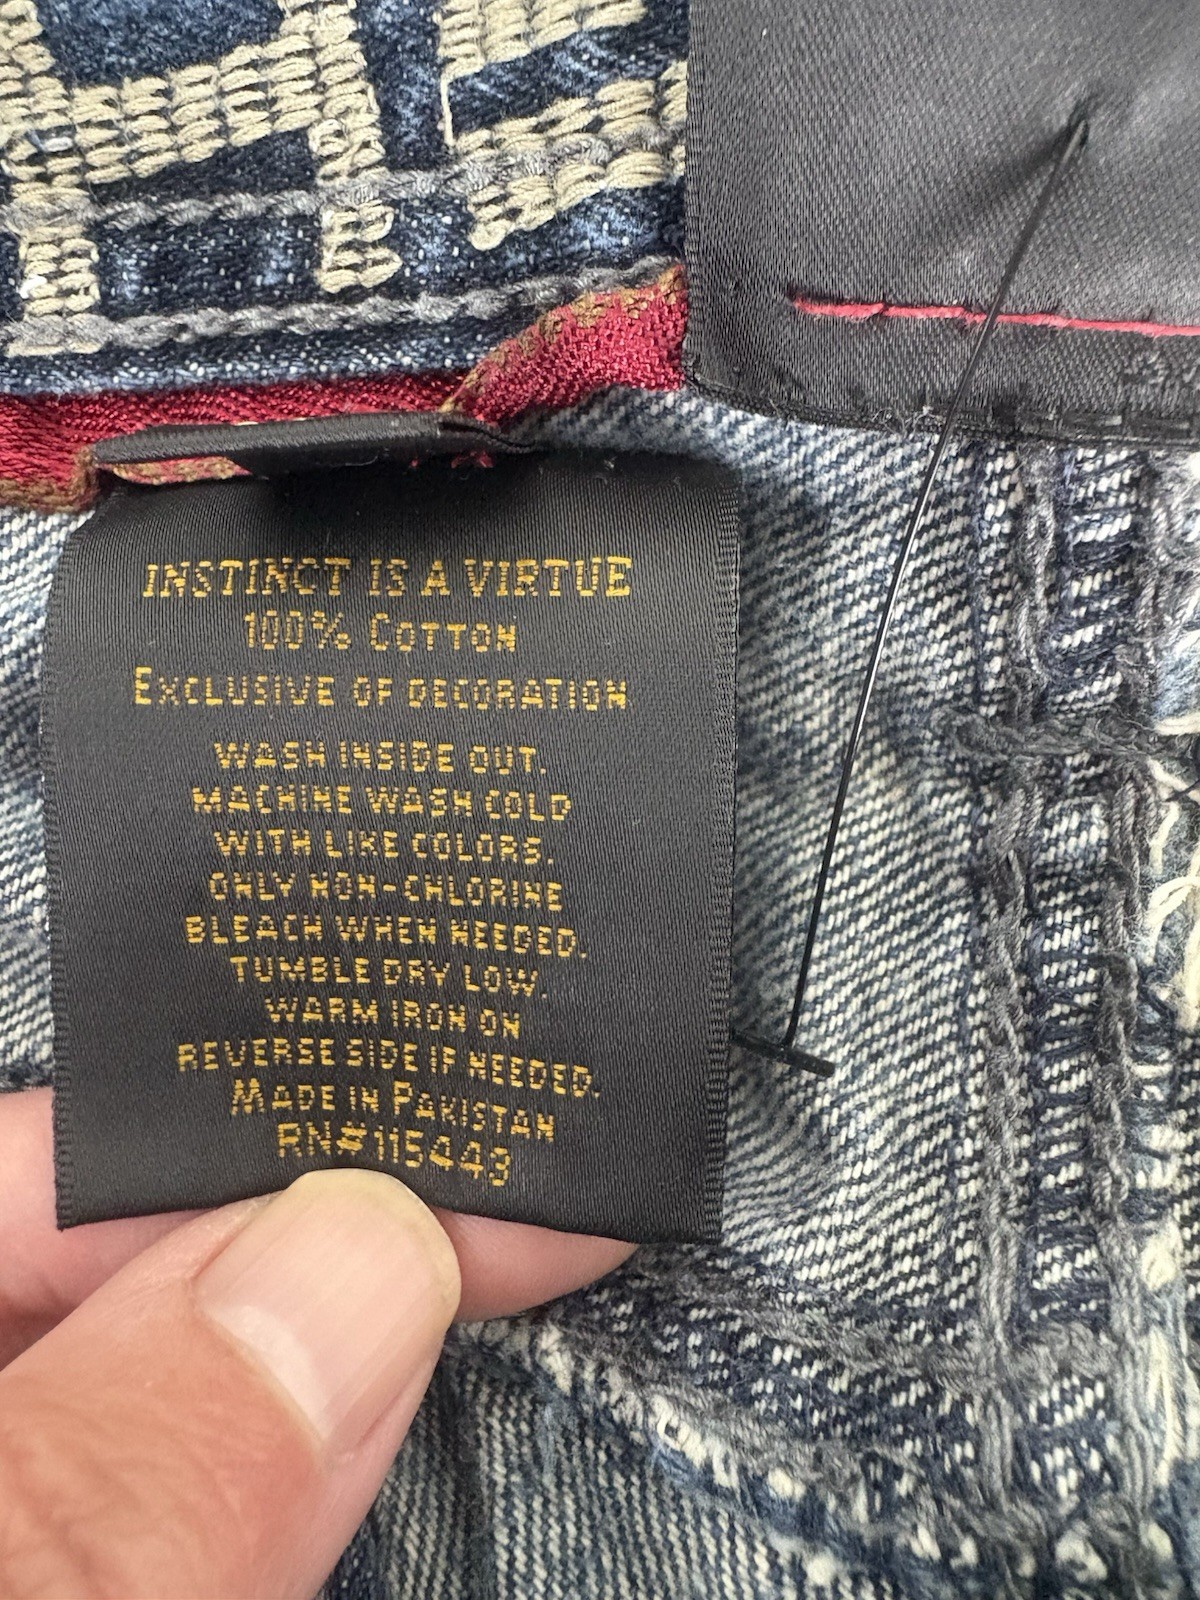 INSTINCT IS A VIRTUE
100% COTTON
EXCLUSIVE OF DECORATION
WASH INSIDE OUT.
MACHINE WASH COLD
WITH LIKE COLORS.
ONLY NON-CHLORINE
BLEACH WHEN NEEDED.
TUMBLE DRY LOW.
WARM IRON ON
REVERSE SIDE IF NEEDED.
MADE IN PAKISTAN
RN#115443